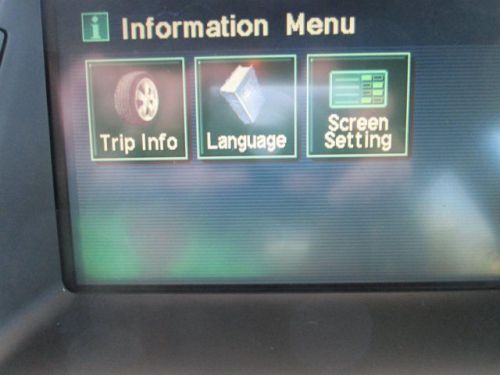 i Information Menu
Trip Info
Language
Screen
Setting